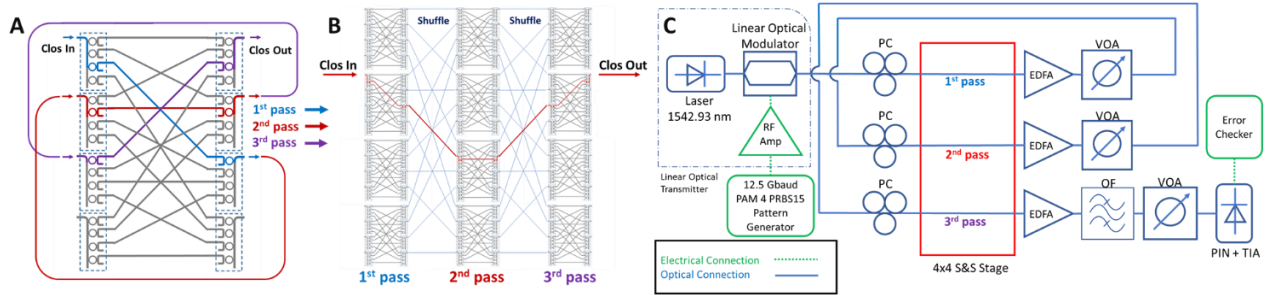 A
Clos In
Clos Out
1st pass
2nd pass
3rd pass
B
Shuffle
Shuffle
Clos In
Clos Out
1st pass
2nd pass
3rd pass
C
Linear Optical
Modulator
Laser
1542.93 nm
RF
Amp
Linear Optical
Transmitter
12.5 Gbaud
PAM 4 PRBS15
Pattern
Generator
PC
1st pass
EDFA
VOA
PC
2nd pass
EDFA
VOA
PC
3rd pass
EDFA
OF
VOA
Error
Checker
PIN + TIA
4x4 S&S Stage
Electrical Connection
Optical Connection